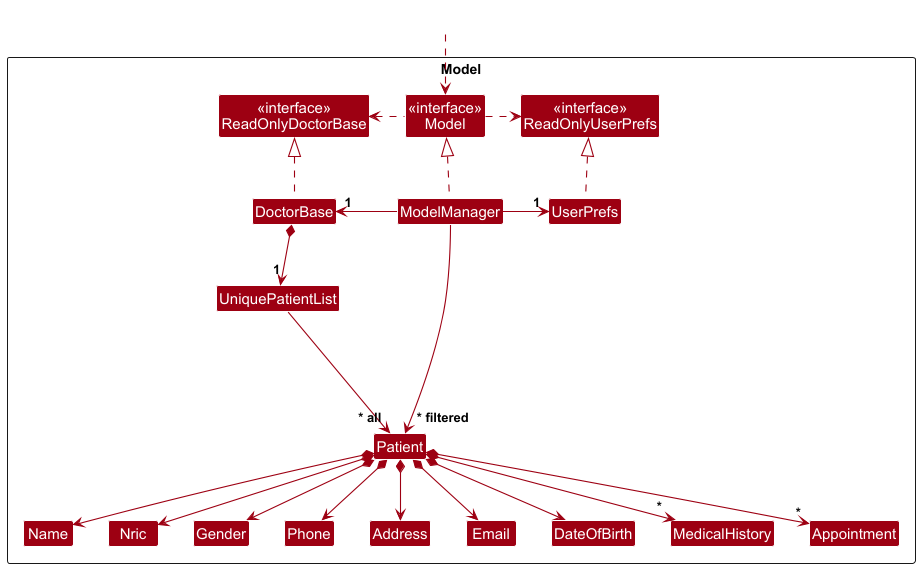 Model
«interface»
ReadOnlyDoctorBase
«interface»
Model
«interface»
ReadOnlyUserPrefs
DoctorBase
1
ModelManager
1
UserPrefs
1
UniquePatientList
* all
* filtered
Patient
*
*
Name
Nric
Gender
Phone
Address
Email
DateOfBirth
MedicalHistory
Appointment